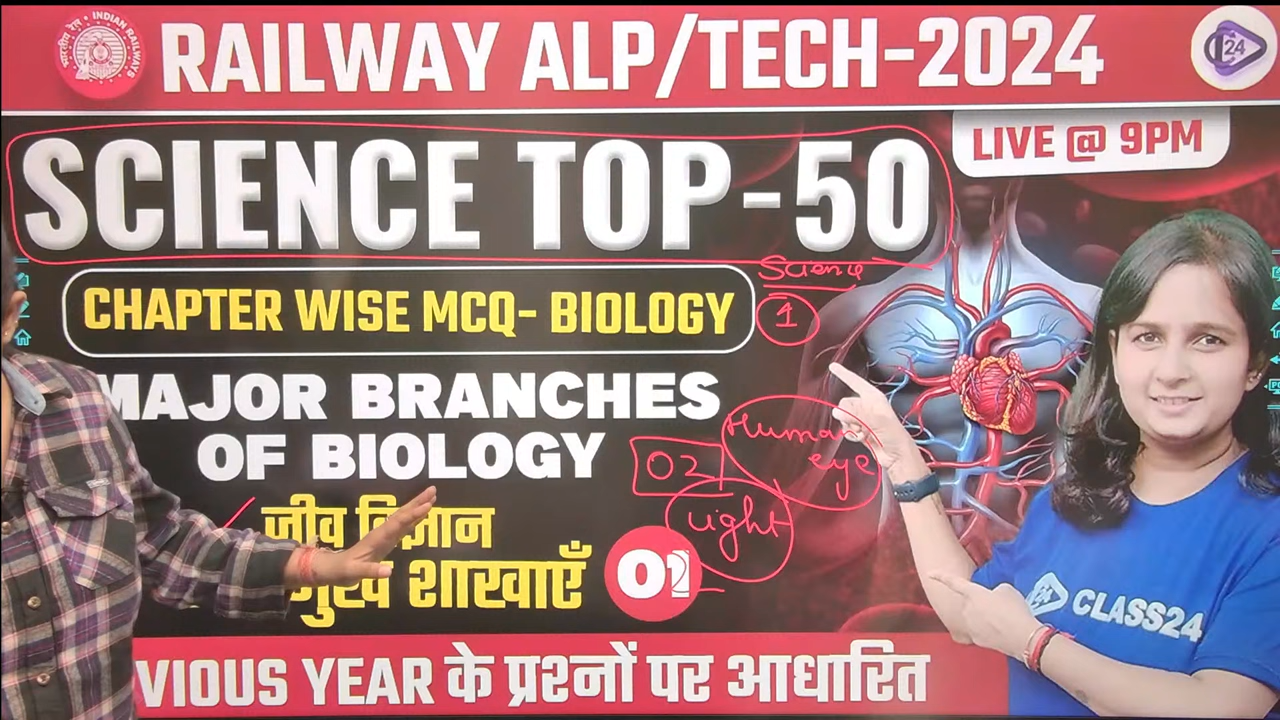 INDIAN RAILWAYS
भारतीय रेल
RAILWAY ALP/TECH-2024
24
LIVE @ 9PM
SCIENCE TOP-50
Science
CHAPTER WISE MCQ- BIOLOGY
1
MAJOR BRANCHES
OF BIOLOGY
Human
eye
02
Light
जीव विज्ञान
शाखाएँ
CLASS24
VIOUS YEAR के प्रश्नों पर आधारित